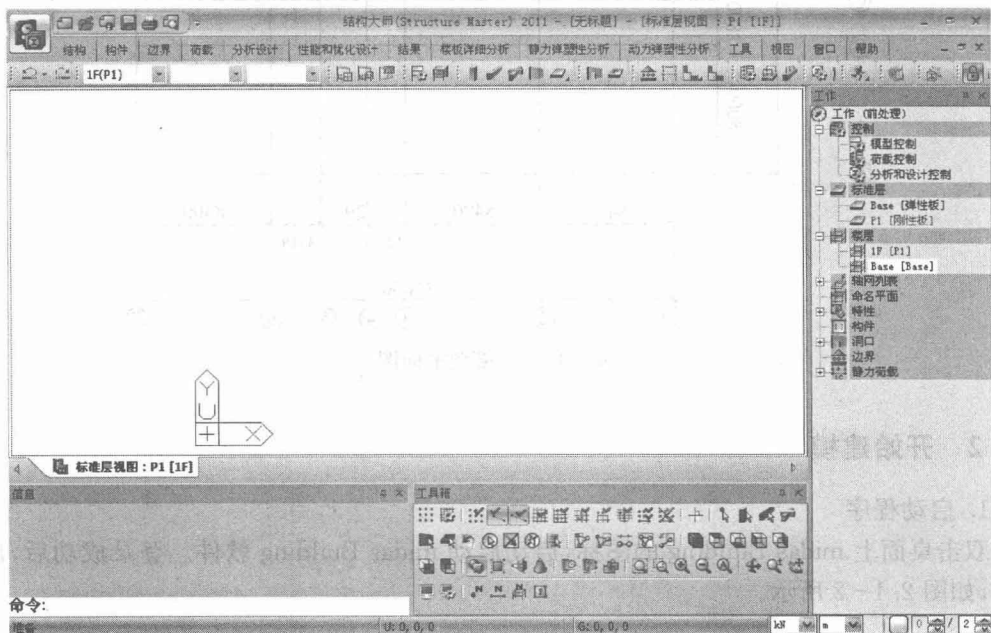 结构大师(Structure Master) 2011 - [无标题] - [标准层视图 : P1 [1F]]
结构 构件 边界 荷载 分析设计 性能和优化设计 结果 楼板详细分析 静力弹塑性分析 动力弹塑性分析 工具 视图 窗口 帮助
1F(P1)
工作
工作 (前处理)
控制
模型控制
荷载控制
分析和设计控制
标准层
Base [弹性板]
P1 [刚性板]
楼层
1F [P1]
Base [Base]
轴网列表
命名平面
特性
构件
洞口
边界
静力荷载
Y
U
X
标准层视图 : P1 [1F]
信息
工具箱
命令:
准备
U: 0, 0, 0
G: 0, 0, 0
kN
m
0
/ 2